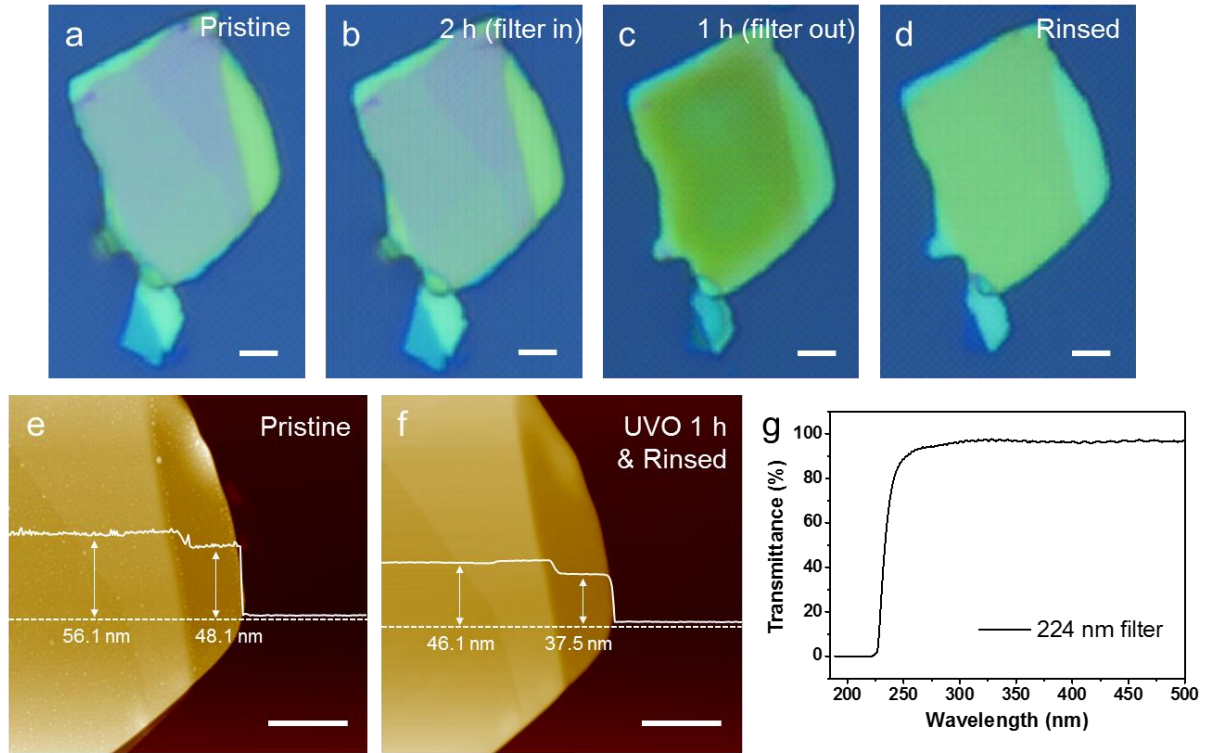 a
Pristine
b
2 h (filter in)
c
1 h (filter out)
d
Rinsed
e
Pristine
56.1 nm
48.1 nm
f
UVO 1 h
& Rinsed
46.1 nm
37.5 nm
g
Transmittance (%)
100
80
60
40
20
0
224 nm filter
200
250
300
350
400
450
500
Wavelength (nm)